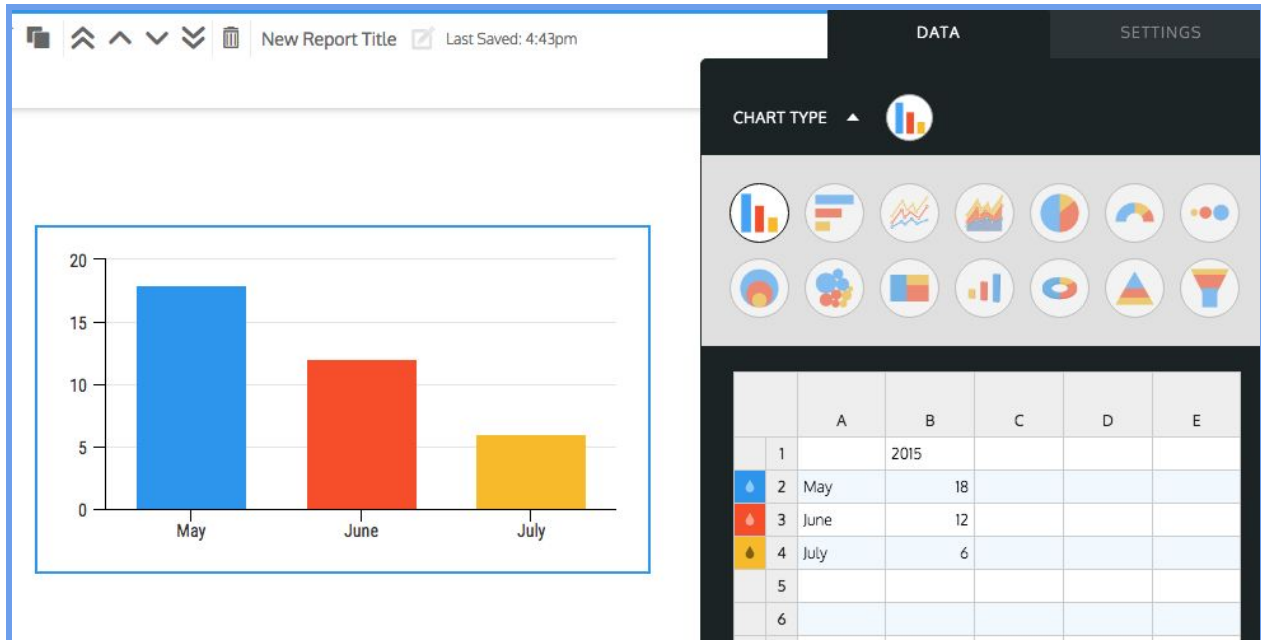 New Report Title Last Saved: 4:43pm
DATA SETTINGS
CHART TYPE
20
15
10
5
0
May June July
A B C D E
1 2015
2 May 18
3 June 12
4 July 6
5
6